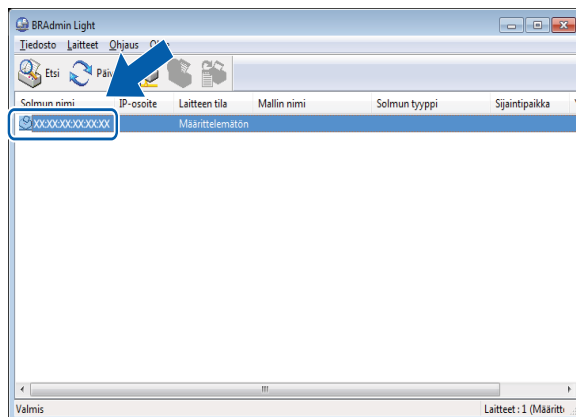 BRAdmin Light
Tiedosto Laitteet Ohjaus
Etsi
Solmun nimi IP-osoite Laitteen tila Mallin nimi Solmun tyyppi Sijaintipaikka
XX:XX:XX:XX:XX:XX Määrittelemätön
Valmis Laitteet : 1 (Määritt